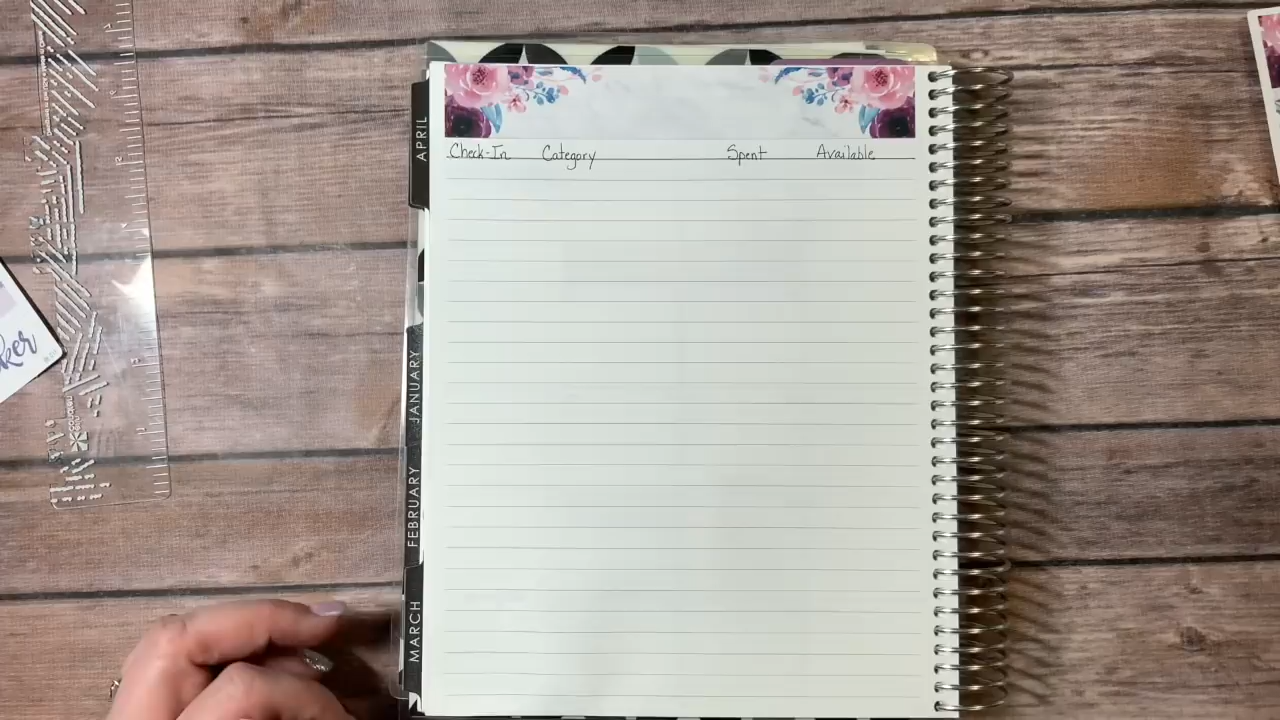 Check-In Category Spent Available
APRIL
JANUARY
FEBRUARY
MARCH